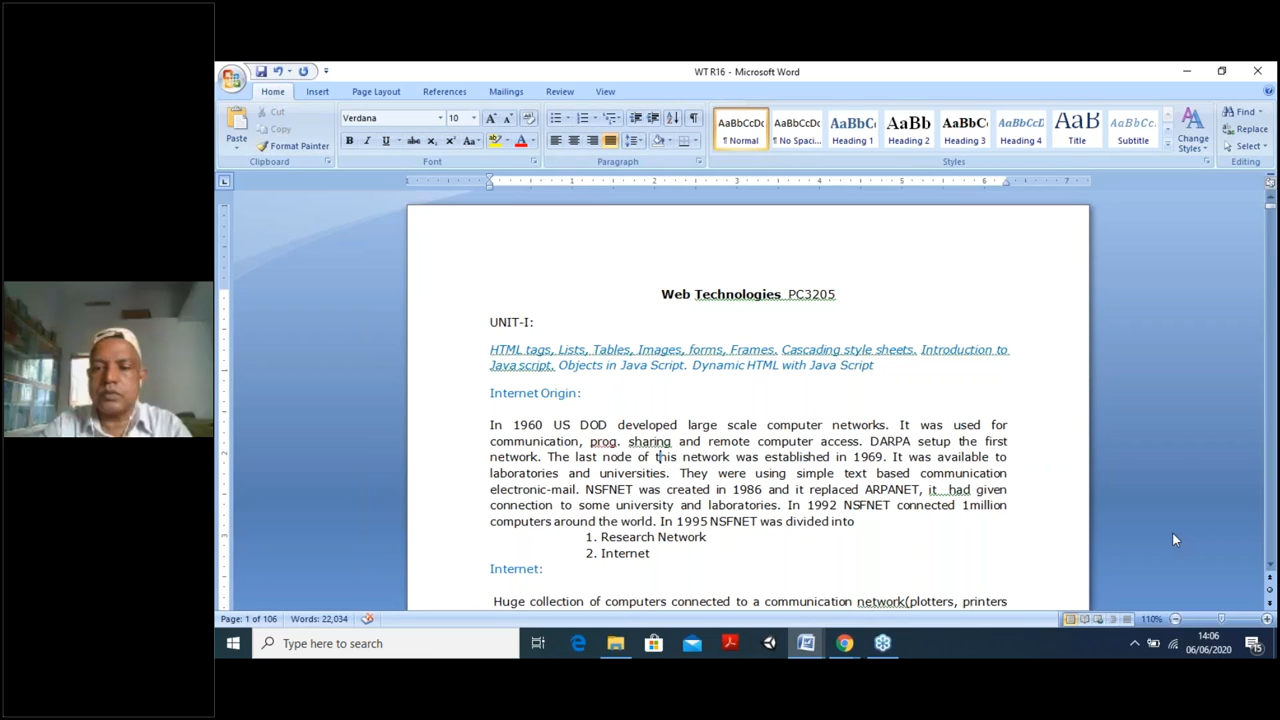 WT R16 - Microsoft Word
Home Insert Page Layout References Mailings Review View
Paste
Cut
Copy
Format Painter
Clipboard
Verdana 10
Font
Paragraph
AaBbCcDc AaBbCcDc AaBbC AaBb AaBbC AaBbCc AaB AaBbCc.
¶ Normal ¶ No Spaci... Heading 1 Heading 2 Heading 3 Heading 4 Title Subtitle
Change Styles
Styles
Find
Replace
Select
Editing
Web Technologies PC3205
UNIT-I:
HTML tags, Lists, Tables, Images, forms, Frames. Cascading style sheets. Introduction to
Java script. Objects in Java Script. Dynamic HTML with Java Script
Internet Origin:
In 1960 US DOD developed large scale computer networks. It was used for
communication, prog. sharing and remote computer access. DARPA setup the first
network. The last node of this network was established in 1969. It was available to
laboratories and universities. They were using simple text based communication
electronic-mail. NSFNET was created in 1986 and it replaced ARPANET, it had given
connection to some university and laboratories. In 1992 NSFNET connected 1million
computers around the world. In 1995 NSFNET was divided into
1. Research Network
2. Internet
Internet:
Huge collection of computers connected to a communication network(plotters, printers
Page: 1 of 106 Words: 22,034 110%
Type here to search
14:06
06/06/2020
15